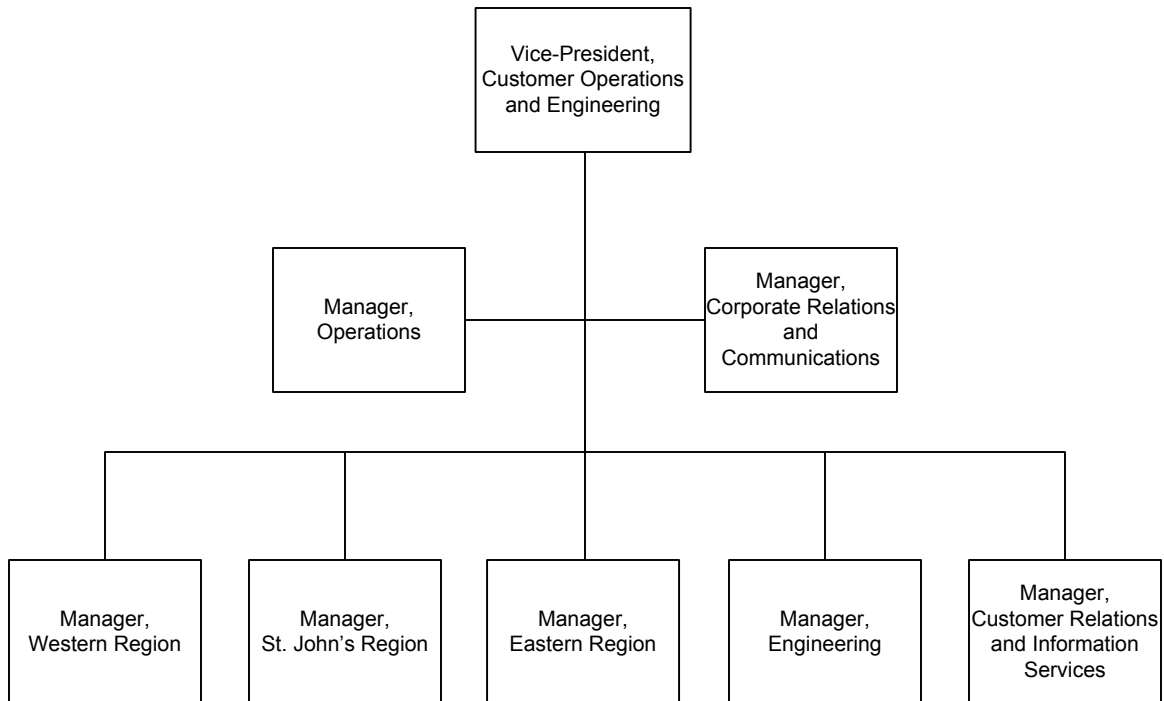 Vice-President,
Customer Operations
and Engineering
Manager,
Operations
Manager,
Corporate Relations
and
Communications
Manager,
Western Region
Manager,
St. John's Region
Manager,
Eastern Region
Manager,
Engineering
Manager,
Customer Relations
and Information
Services